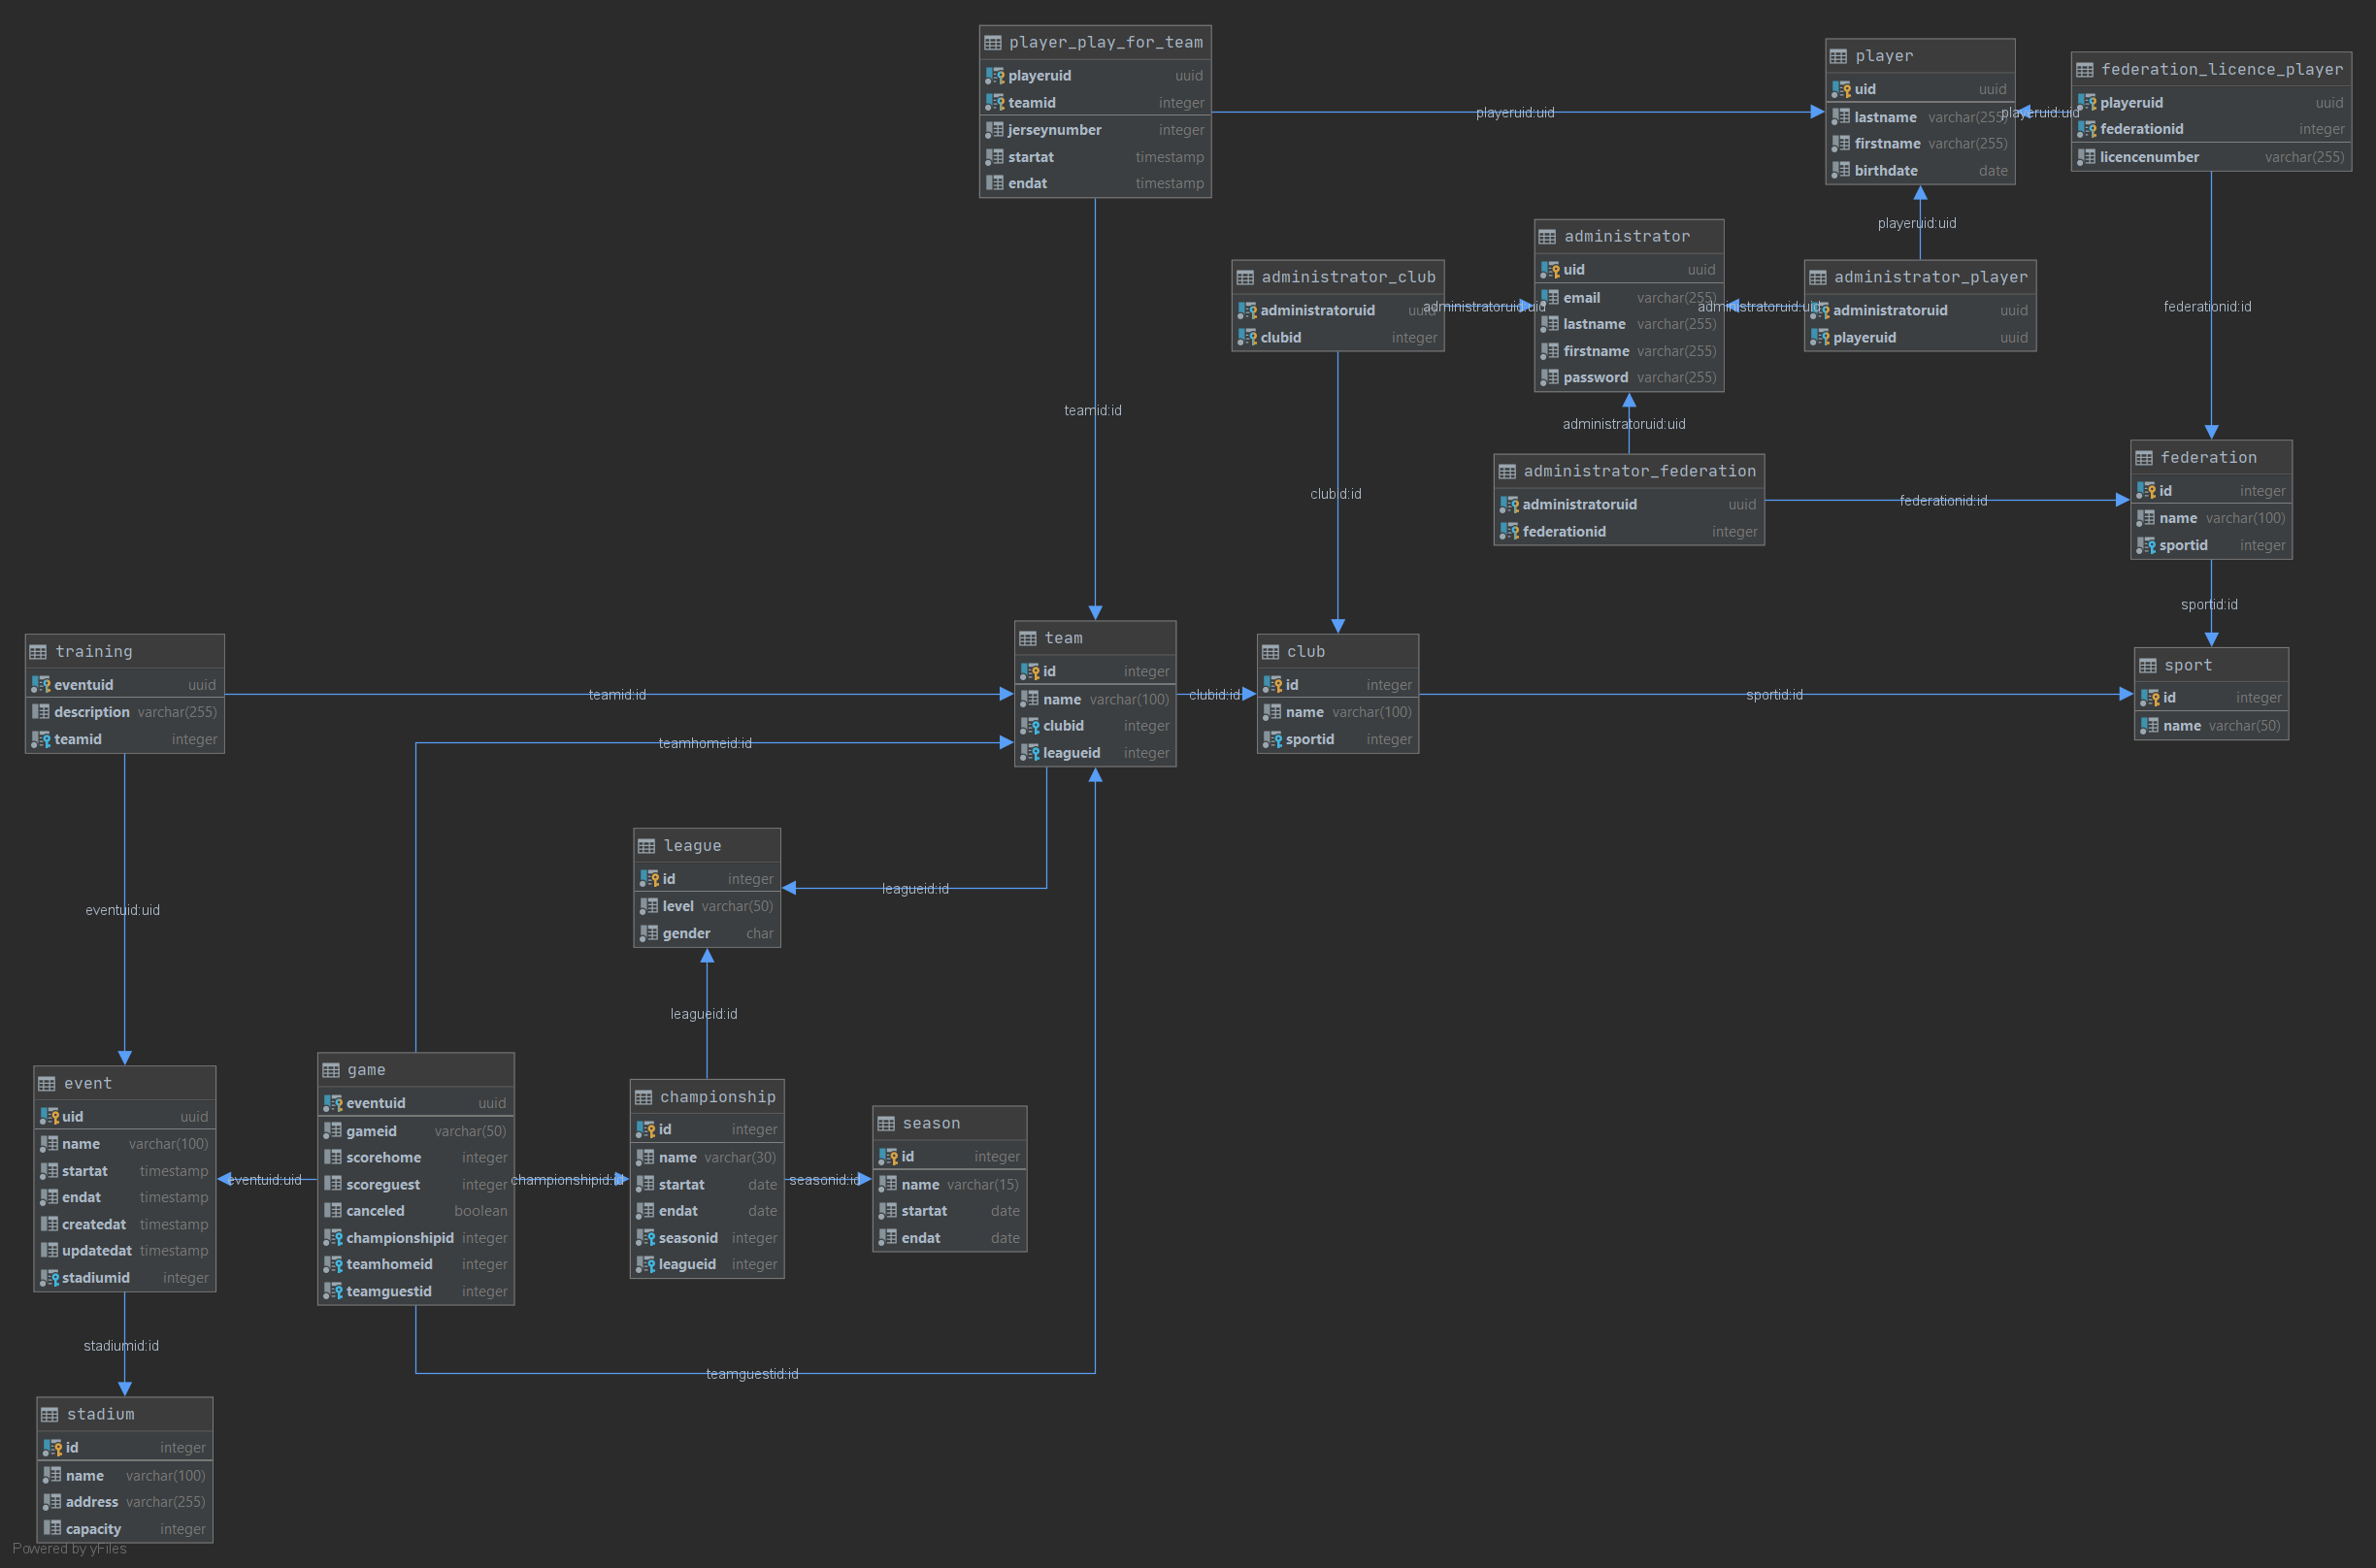 player_play_for_team
playeruid uuid
teamid integer
jerseynumber integer
startat timestamp
endat timestamp
player
uid uuid
lastname varchar(255)
firstname varchar(255)
birthdate date
federation_licence_player
playeruid uuid
federationid integer
licencenumber varchar(255)
playeruid:uid
playeruid:uid
playeruid:uid
administrator
uid uuid
email varchar(255)
lastname varchar(255)
firstname varchar(255)
password varchar(255)
administrator_club
administratoruid uuid
clubid integer
administrator_player
administratoruid uuid
playeruid uuid
administratoruid:uid
administratoruid:uid
federationid:id
teamid:id
administratoruid:uid
clubid:id
administrator_federation
administratoruid uuid
federationid integer
federationid:id
federation
id integer
name varchar(100)
sportid integer
sportid:id
training
eventuid uuid
description varchar(255)
teamid integer
teamid:id
team
id integer
name varchar(100)
clubid integer
leagueid integer
clubid:id
club
id integer
name varchar(100)
sportid integer
sportid:id
sport
id integer
name varchar(50)
teamhomeid:id
league
id integer
level varchar(50)
gender char
leagueid:id
eventuid:uid
leagueid:id
event
uid uuid
name varchar(100)
startat timestamp
endat timestamp
createdat timestamp
updatedat timestamp
stadiumid integer
eventuid:uid
game
eventuid uuid
gameid varchar(50)
scorehome integer
scoreguest integer
canceled boolean
championshipid integer
teamhomeid integer
teamguestid integer
championshipid:id
championship
id integer
name varchar(30)
startat date
endat date
seasonid integer
leagueid integer
seasonid:id
season
id integer
name varchar(15)
startat date
endat date
stadiumid:id
teamguestid:id
stadium
id integer
name varchar(100)
address varchar(255)
capacity integer
Powered by yFiles